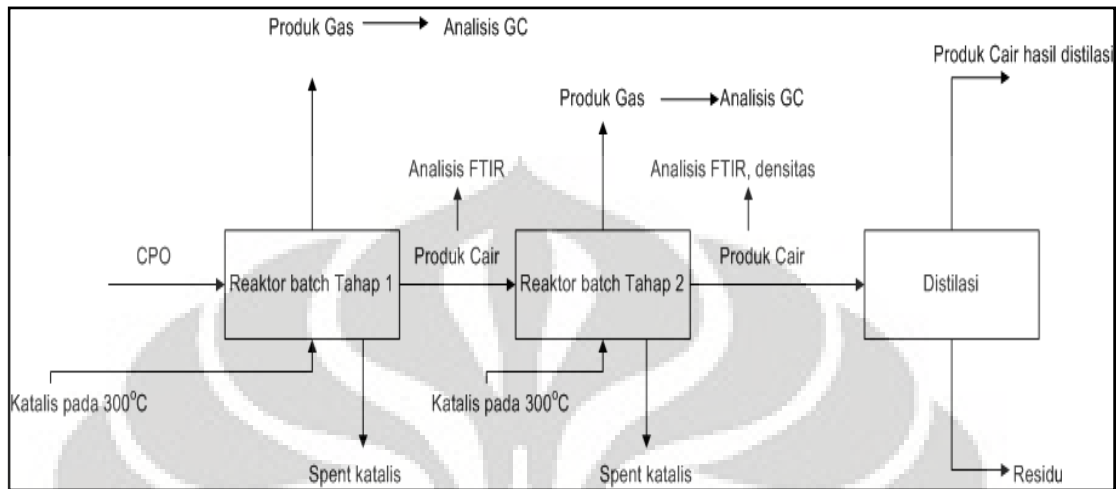 Produk Gas
Analisis GC
Produk Cair hasil distilasi
Produk Gas
Analisis GC
Analisis FTIR
Analisis FTIR, densitas
CPO
Reaktor batch Tahap 1
Produk Cair
Reaktor batch Tahap 2
Produk Cair
Distilasi
Katalis pada 300°C
Katalis pada 300°C
Spent katalis
Spent katalis
Residu